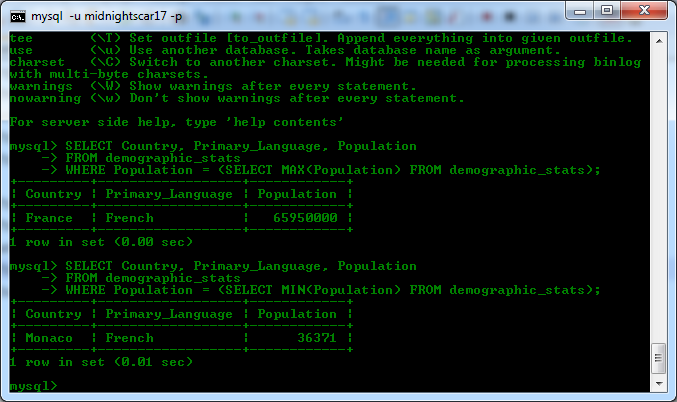 mysql -u midnightscar17 -p
tee       (\T) Set outfile [to_outfile]. Append everything into given outfile.
use       (\u) Use another database. Takes database name as argument.
charset   (\C) Switch to another charset. Might be needed for processing binlog
with multi-byte charsets.
warnings  (\W) Show warnings after every statement.
nowarning (\w) Don't show warnings after every statement.
For server side help, type 'help contents'
mysql> SELECT Country, Primary_Language, Population
    -> FROM demographic_stats
    -> WHERE Population = (SELECT MAX(Population) FROM demographic_stats);
+---------+------------------+------------+
| Country | Primary_Language | Population |
+---------+------------------+------------+
| France  | French           |   65950000 |
+---------+------------------+------------+
1 row in set (0.00 sec)
mysql> SELECT Country, Primary_Language, Population
    -> FROM demographic_stats
    -> WHERE Population = (SELECT MIN(Population) FROM demographic_stats);
+---------+------------------+------------+
| Country | Primary_Language | Population |
+---------+------------------+------------+
| Monaco  | French           |      36371 |
+---------+------------------+------------+
1 row in set (0.01 sec)
mysql>